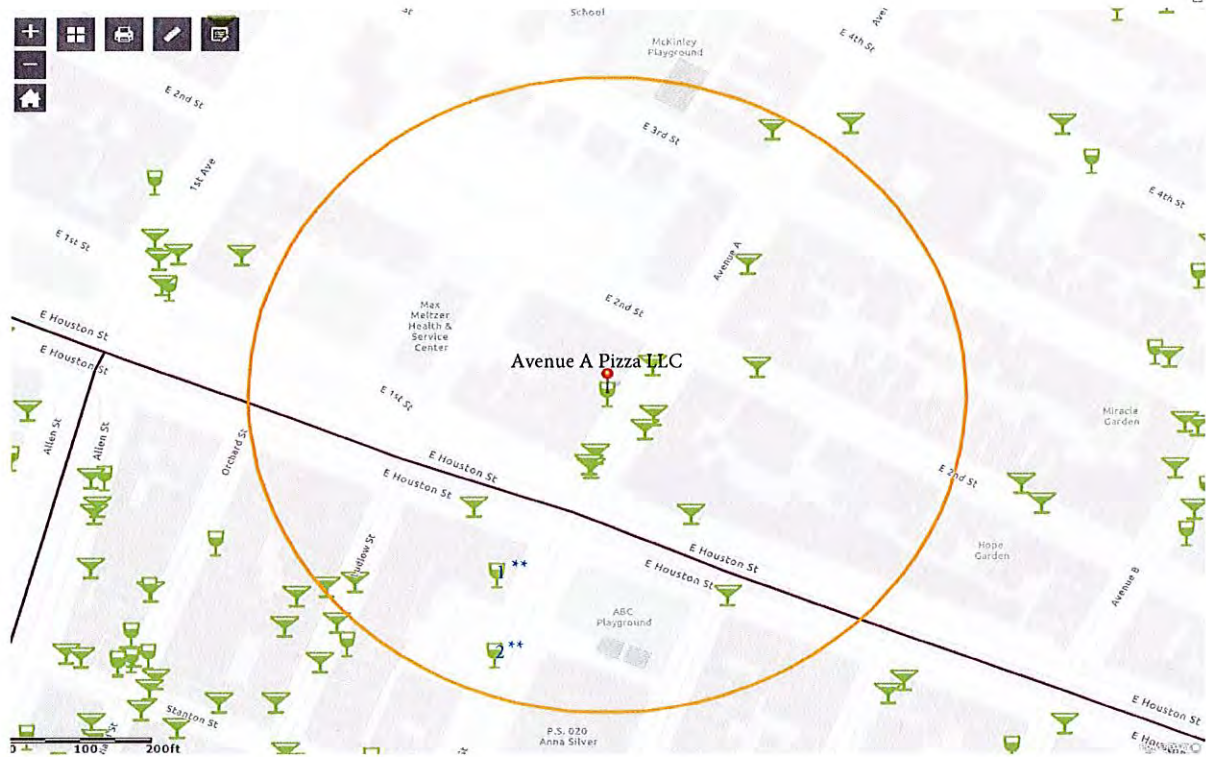 School
McKinley
Playground
E 4th St
E 2nd St
E 3rd St
1st Ave
E 4th St
E 1st St
Avenue A
Max
Meltzer
Health &
Service
Center
E 2nd St
E Houston St
E Houston St
Avenue A Pizza LLC
E 1st St
Miracle
Garden
Allen St
Allen St
Orchard St
E Houston St
E Houston St
E 2nd St
Hope
Garden
E Houston St
E Houston St
1 **
Avenue B
ABC
Playground
2 **
E Houston St
Stanton St
P.S. 020
Anna Silver
100 200ft